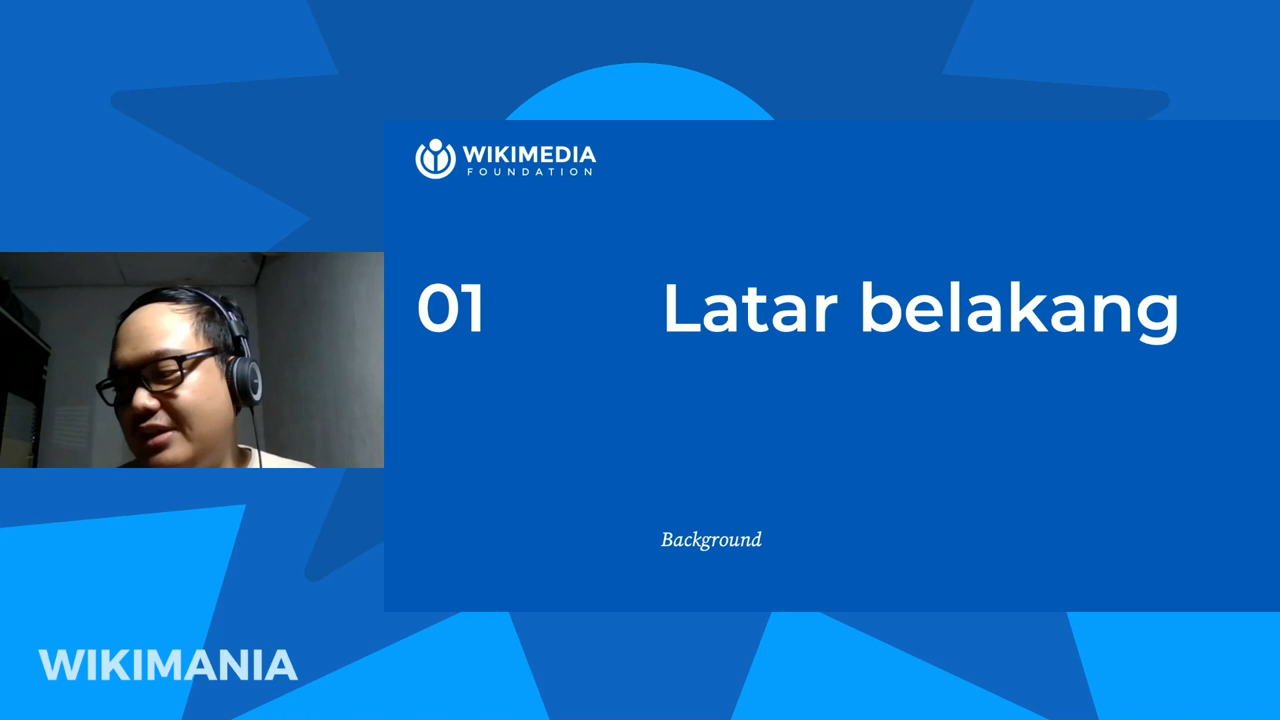 WIKIMEDIA
FOUNDATION
01 Latar belakang
Background
WIKIMANIA